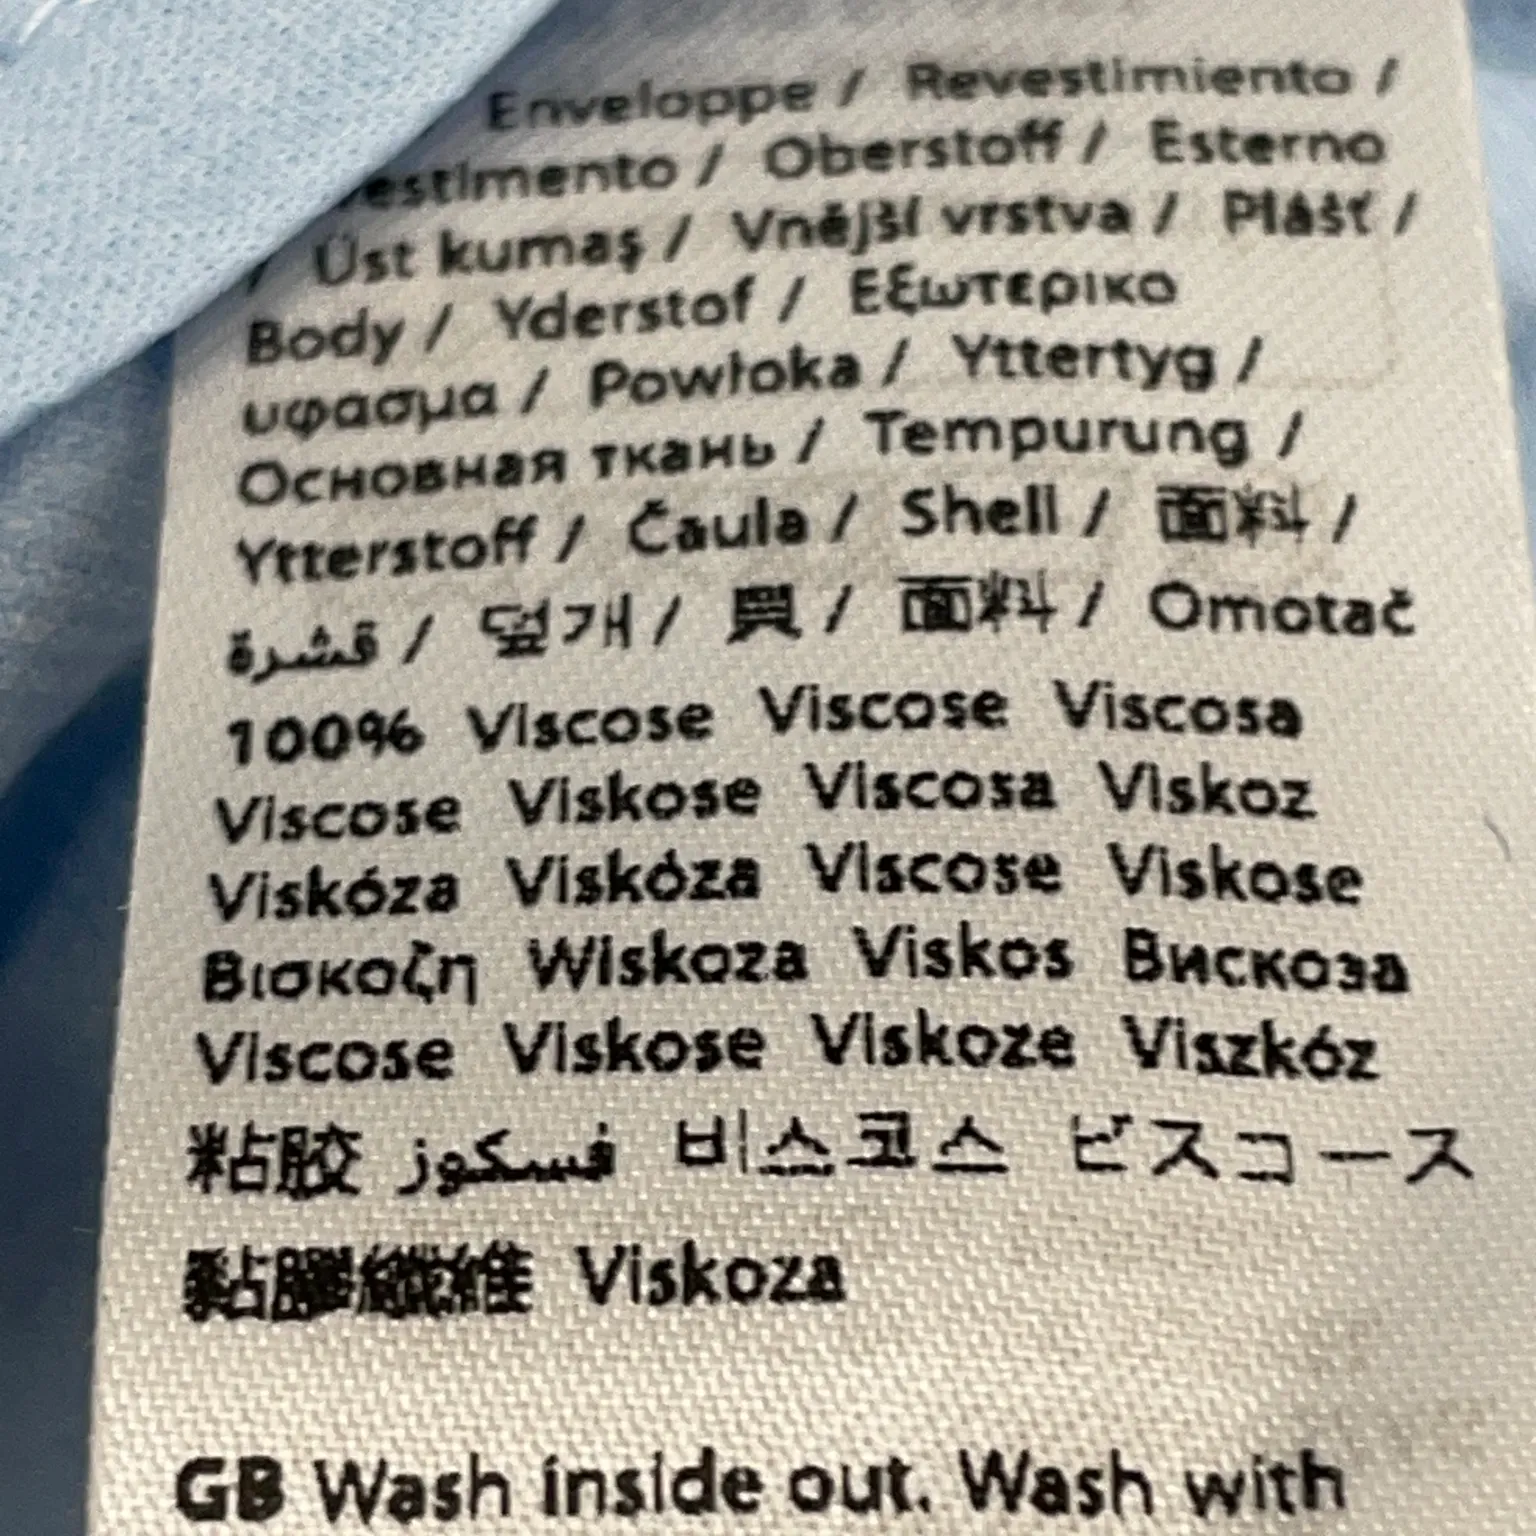 Enveloppe / Revestimiento /
estimento / Oberstoff / Esterno
/ Üst kumaş / Vnější vrstva / Plášť /
Body / Yderstof / Εξωτερικο
υφασμα / Powłoka / Yttertyg /
Основная ткань / Tempurung /
Ytterstoff / Čaula / Shell / 面料 /
قشرة / 덮개 / 貝 / 面料 / Omotač
100% Viscose Viscose Viscosa
Viscose Viskose Viscosa Viskoz
Viskóza Viskóza Viscose Viskose
Βισκοζη Wiskoza Viskos Вискоза
Viscose Viskose Viskoze Viszkóz
粘胶 فسكوز 비스코스 ビスコース
黏膠纖維 Viskoza
GB Wash inside out. Wash with